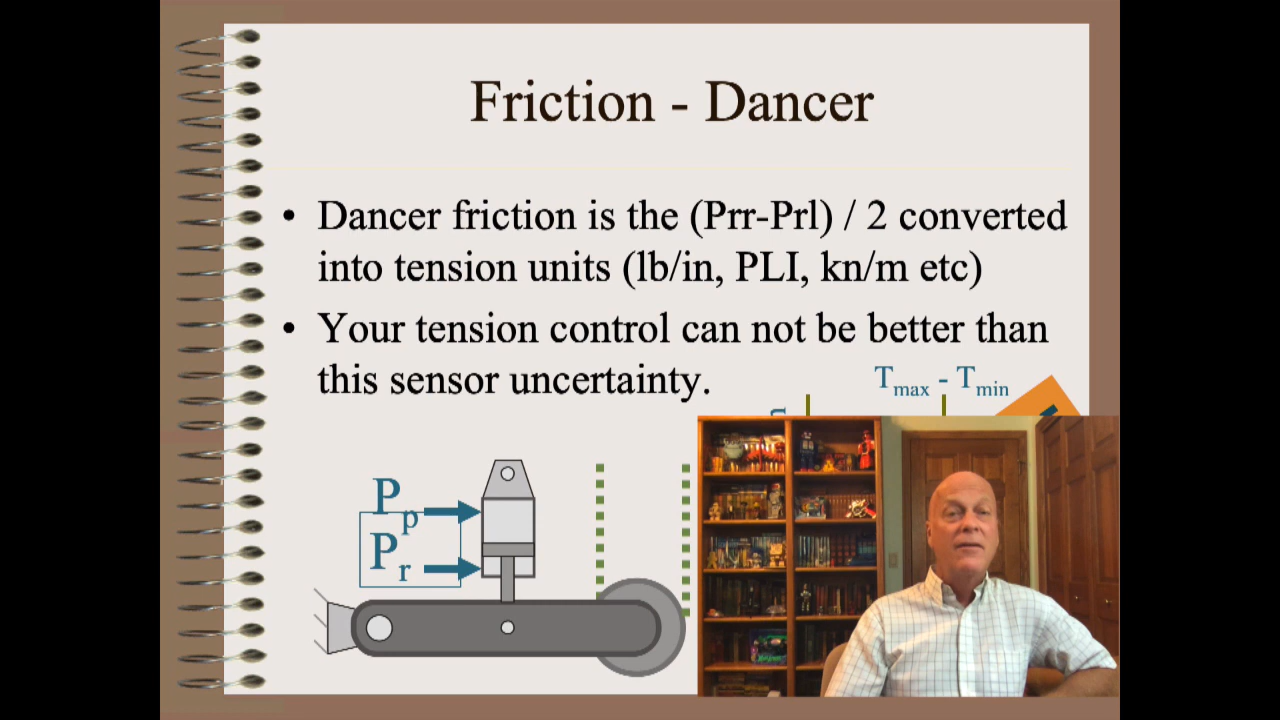 Friction - Dancer
• Dancer friction is the (Prr-Prl) / 2 converted
into tension units (lb/in, PLI, kn/m etc)
• Your tension control can not be better than
this sensor uncertainty.
Tmax - Tmin
Pp
Pr